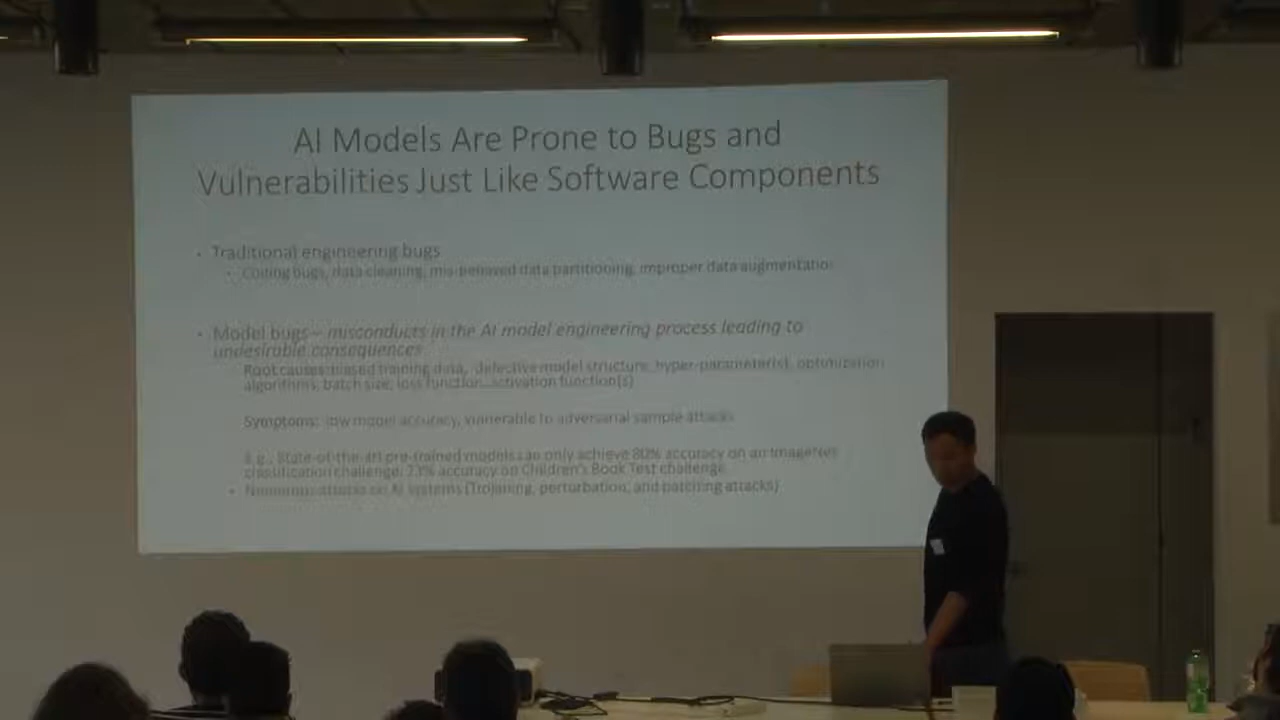 AI Models Are Prone to Bugs and
Vulnerabilities Just Like Software Components
• Traditional engineering bugs
• Coding bugs, data cleaning, mis-behaved data partitioning, improper data augmentation
• Model bugs – misconducts in the AI model engineering process leading to
undesirable consequences
Root causes: biased training data, defective model structure, hyper-parameter(s), optimization
algorithms, batch size, loss function, activation function(s)
Symptoms: low model accuracy, vulnerable to adversarial sample attacks
E.g., State-of-the-art pre-trained models can only achieve 80% accuracy on an ImageNet
classification challenge, 73% accuracy on Children's Book Test challenge
• Numerous attacks on AI systems (Trojaning, perturbation, and patching attacks)